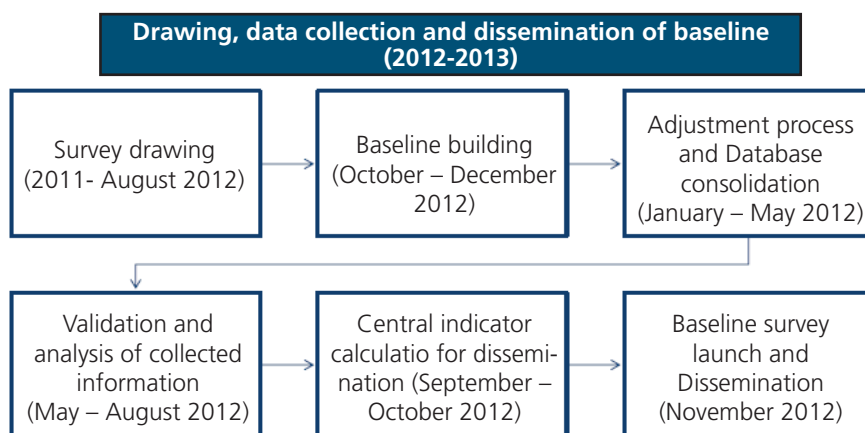 Drawing, data collection and dissemination of baseline
(2012-2013)
Survey drawing
(2011- August 2012)
Baseline building
(October – December
2012)
Adjustment process
and Database
consolidation
(January – May 2012)
Validation and
analysis of collected
information
(May – August 2012)
Central indicator
calculatio for dissemi-
nation (September –
October 2012)
Baseline survey
launch and
Dissemination
(November 2012)